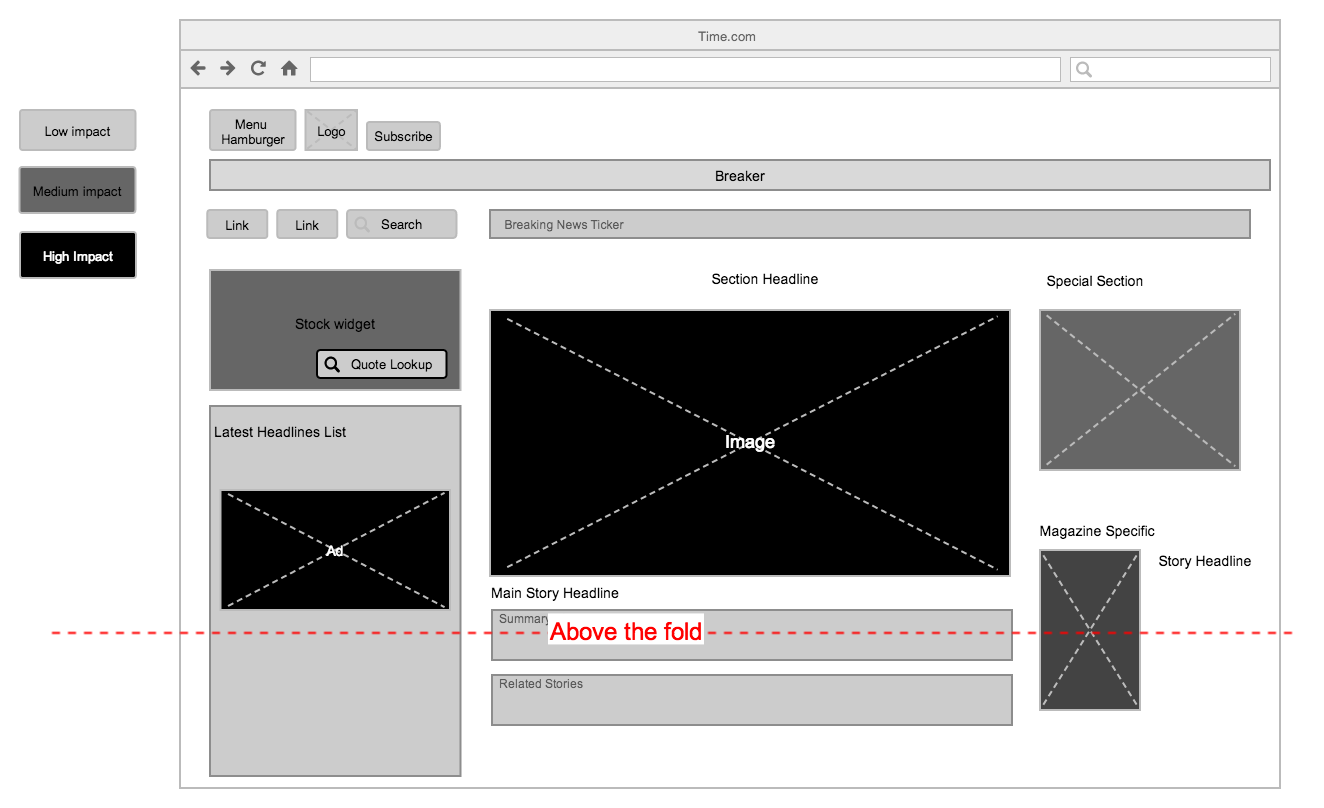 Time.com
Low impact
Medium impact
High Impact
Menu
Hamburger
Logo
Subscribe
Breaker
Link
Link
Search
Breaking News Ticker
Stock widget
Quote Lookup
Latest Headlines List
Ad
Section Headline
Image
Main Story Headline
Summary
Above the fold
Related Stories
Special Section
Magazine Specific
Story Headline